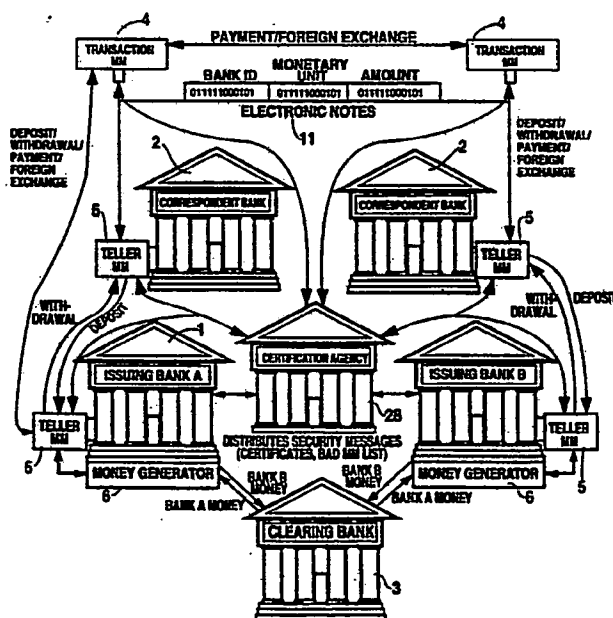 4
4
TRANSACTION
MM
PAYMENT/FOREIGN EXCHANGE
TRANSACTION
MM
BANK ID
MONETARY
UNIT
AMOUNT
011111000101
011111000101
011111000101
ELECTRONIC NOTES
11
DEPOSIT/
WITHDRAWAL/
PAYMENT/
FOREIGN
EXCHANGE
DEPOSIT/
WITHDRAWAL/
PAYMENT/
FOREIGN
EXCHANGE
2
2
CORRESPONDENT BANK
CORRESPONDENT BANK
5
TELLER
MM
5
TELLER
MM
WITH-
DRAWAL
DEPOSIT
WITH-
DRAWAL
DEPOSIT
1
CERTIFICATION AGENCY
ISSUING BANK A
ISSUING BANK B
28
TELLER
MM
5
TELLER
MM
5
DISTRIBUTES SECURITY MESSAGES
(CERTIFICATES, BAD MM LIST)
MONEY GENERATOR
6
MONEY GENERATOR
6
BANK B
MONEY
BANK A MONEY
BANK B
MONEY
BANK A MONEY
CLEARING BANK
3